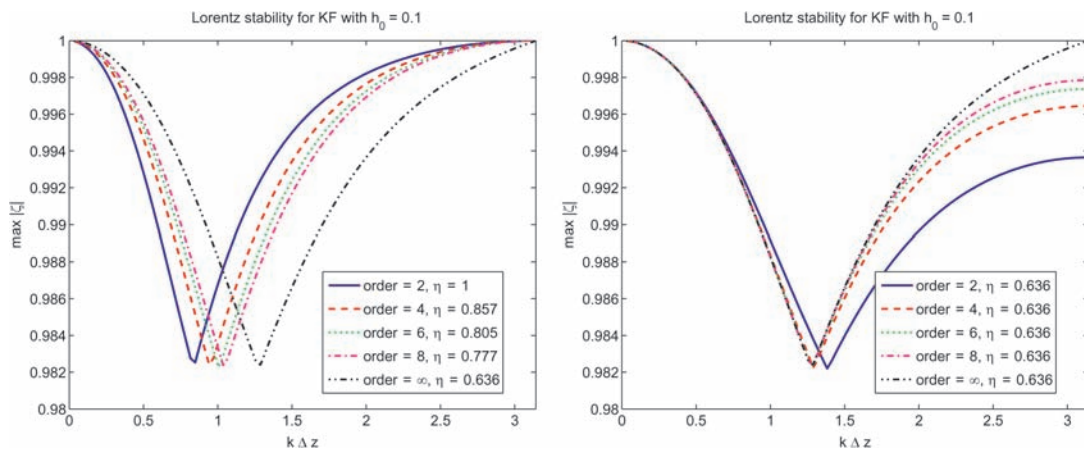 Lorentz stability for KF with h₀ = 0.1
1
0.998
0.996
0.994
0.992
0.99
0.988
0.986
0.984
0.982
0.98
max |ζ|
0
0.5
1
1.5
2
2.5
3
k Δ z
order = 2, η = 1
order = 4, η = 0.857
order = 6, η = 0.805
order = 8, η = 0.777
order = ∞, η = 0.636
Lorentz stability for KF with h₀ = 0.1
1
0.998
0.996
0.994
0.992
0.99
0.988
0.986
0.984
0.982
0.98
max |ζ|
0
0.5
1
1.5
2
2.5
3
k Δ z
order = 2, η = 0.636
order = 4, η = 0.636
order = 6, η = 0.636
order = 8, η = 0.636
order = ∞, η = 0.636